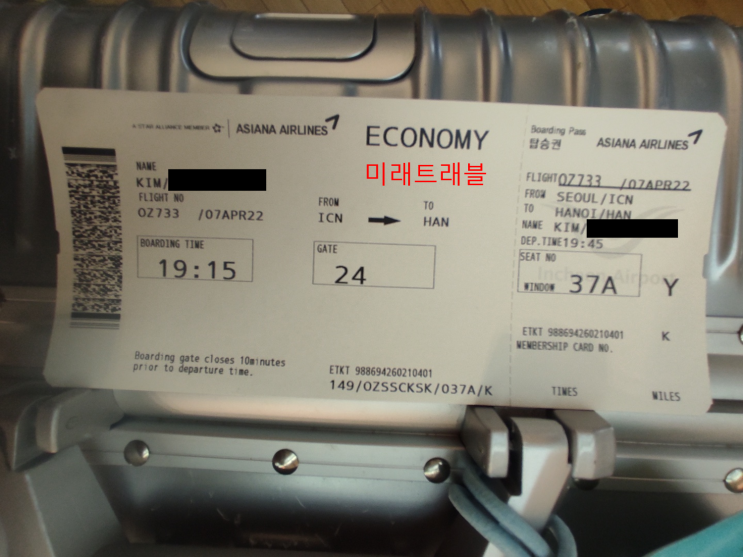 A STAR ALLIANCE MEMBER
ASIANA AIRLINES
ECONOMY
미래트래블
NAME
KIM/
FLIGHT NO
OZ733 /07APR22
FROM TO
ICN HAN
BOARDING TIME
19:15
GATE
24
Boarding gate closes 10minutes
prior to departure time.
ETKT 988694260210401
149/OZSSCKSK/037A/K
Boarding Pass
탑승권
ASIANA AIRLINES
FLIGHT OZ733 /07APR22
FROM SEOUL/ICN
TO HANOI/HAN
NAME KIM/
DEP.TIME 19:45
SEAT NO
WINDOW 37A Y
Incheon Airport
ETKT 988694260210401 K
MEMBERSHIP CARD NO.
TIMES MILES